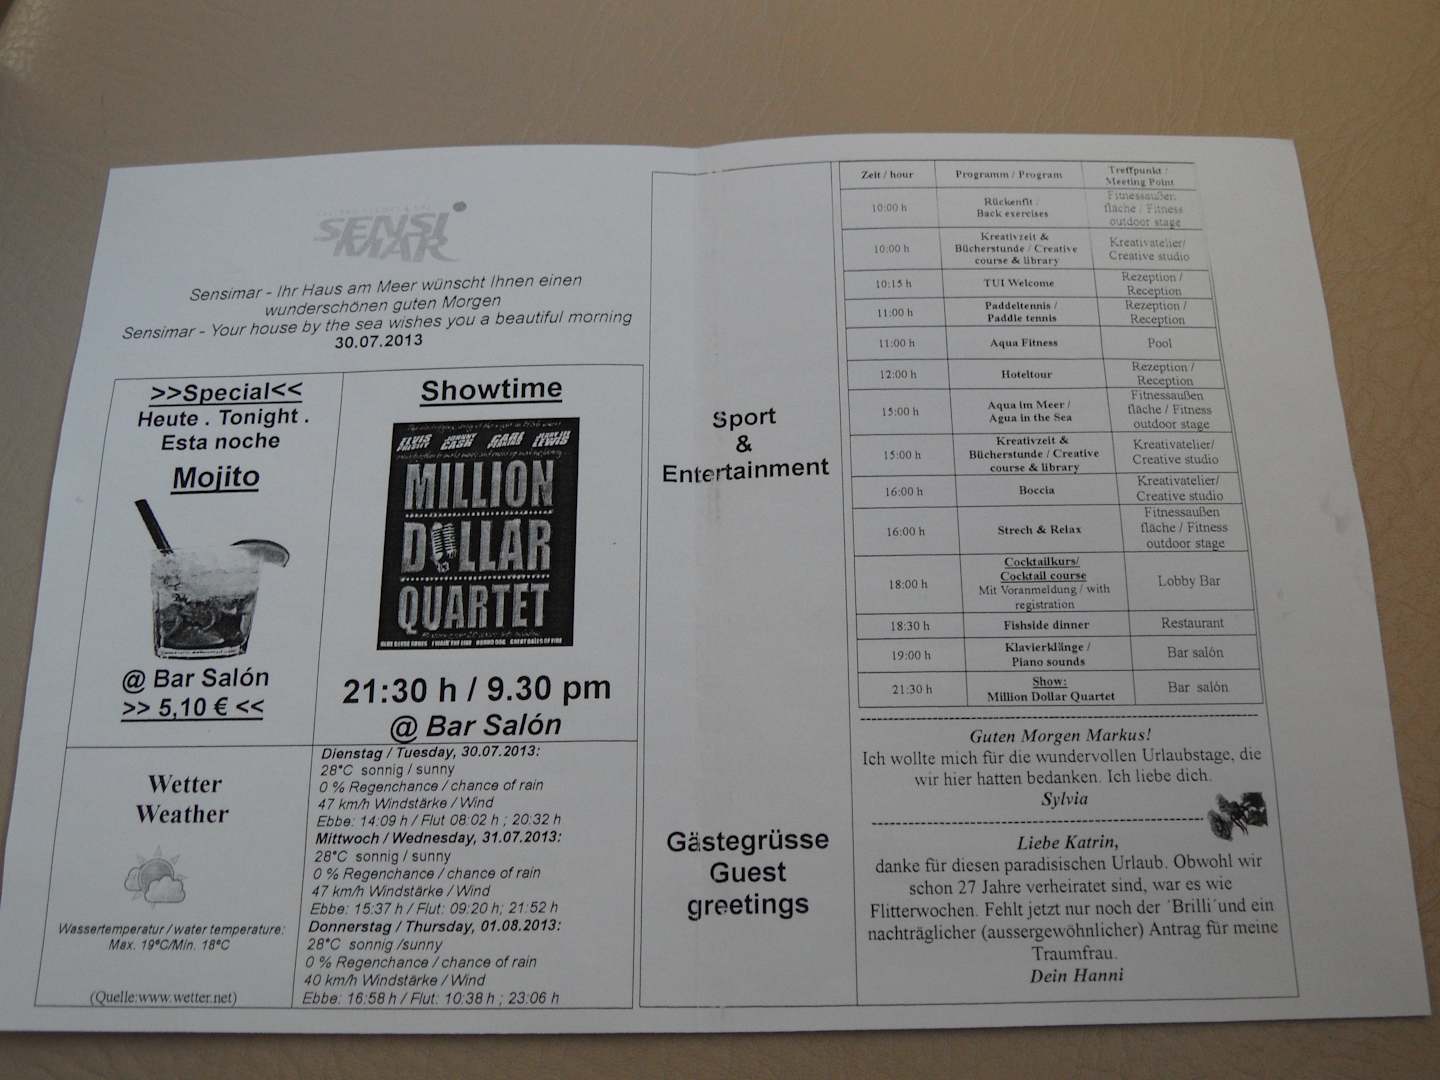 SENSI
MAR
Sensimar - Ihr Haus am Meer wünscht Ihnen einen
wunderschönen guten Morgen
Sensimar - Your house by the sea wishes you a beautiful morning
30.07.2013
>>Special<<
Heute . Tonight .
Esta noche
Mojito
@ Bar Salón
>> 5,10 € <<
Showtime
MILLION
DOLLAR
QUARTET
21:30 h / 9.30 pm
@ Bar Salón
Wetter
Weather
Wassertemperatur / water temperature:
Max. 19°C/Min. 18°C
(Quelle:www.wetter.net)
Dienstag / Tuesday, 30.07.2013:
28°C sonnig / sunny
0 % Regenchance / chance of rain
47 km/h Windstärke / Wind
Ebbe: 14:09 h / Flut 08:02 h ; 20:32 h
Mittwoch / Wednesday, 31.07.2013:
28°C sonnig / sunny
0 % Regenchance / chance of rain
47 km/h Windstärke / Wind
Ebbe: 15:37 h / Flut: 09:20 h; 21:52 h
Donnerstag / Thursday, 01.08.2013:
28°C sonnig /sunny
0 % Regenchance / chance of rain
40 km/h Windstärke / Wind
Ebbe: 16:58 h / Flut: 10:38 h ; 23:06 h
Sport
&
Entertainment
Zeit / hour Programm / Program Treffpunkt /
Meeting Point
10:00 h Rückenfit / Fitnessaußen
Back exercises fläche / Fitness
outdoor stage
10:00 h Kreativzeit & Kreativatelier/
Bücherstunde / Creative Creative studio
course & library
10:15 h TUI Welcome Rezeption /
Reception
11:00 h Paddeltennis / Rezeption /
Paddle tennis Reception
11:00 h Aqua Fitness Pool
12:00 h Hoteltour Rezeption /
Reception
15:00 h Aqua im Meer / Fitnessaußen
Agua in the Sea fläche / Fitness
outdoor stage
15:00 h Kreativzeit & Kreativatelier/
Bücherstunde / Creative Creative studio
course & library
16:00 h Boccia Kreativatelier/
Creative studio
16:00 h Strech & Relax Fitnessaußen
fläche / Fitness
outdoor stage
18:00 h Cocktailkurs/ Lobby Bar
Cocktail course
Mit Voranmeldung / with
registration
18:30 h Fishside dinner Restaurant
19:00 h Klavierklänge / Bar salón
Piano sounds
21:30 h Show: Bar salón
Million Dollar Quartet
Gästegrüsse
Guest
greetings
Guten Morgen Markus!
Ich wollte mich für die wundervollen Urlaubstage, die
wir hier hatten bedanken. Ich liebe dich.
Sylvia
Liebe Katrin,
danke für diesen paradisischen Urlaub. Obwohl wir
schon 27 Jahre verheiratet sind, war es wie
Flitterwochen. Fehlt jetzt nur noch der ´Brilli´und ein
nachträglicher (aussergewöhnlicher) Antrag für meine
Traumfrau.
Dein Hanni